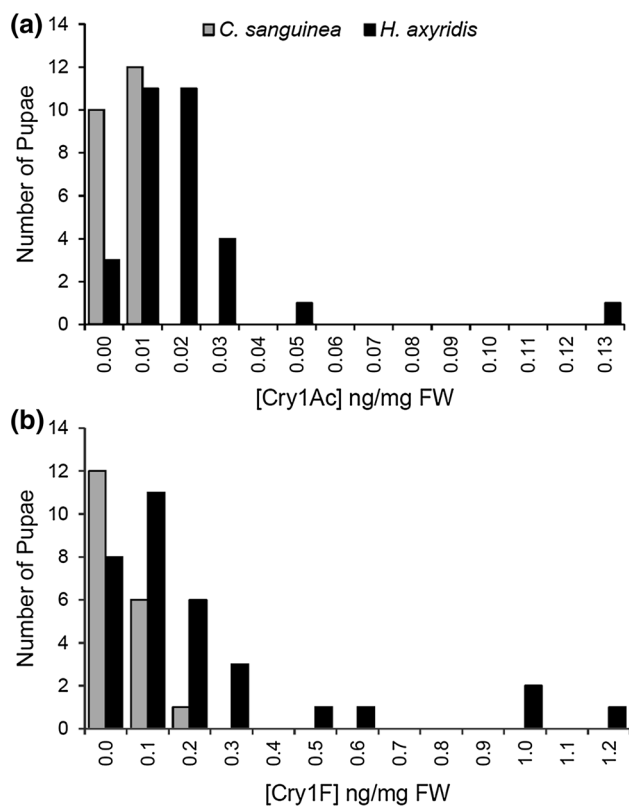 (a)
C. sanguinea H. axyridis
Number of Pupae
14
12
10
8
6
4
2
0
0.00 0.01 0.02 0.03 0.04 0.05 0.06 0.07 0.08 0.09 0.10 0.11 0.12 0.13
[Cry1Ac] ng/mg FW
(b)
Number of Pupae
14
12
10
8
6
4
2
0
0.0 0.1 0.2 0.3 0.4 0.5 0.6 0.7 0.8 0.9 1.0 1.1 1.2
[Cry1F] ng/mg FW